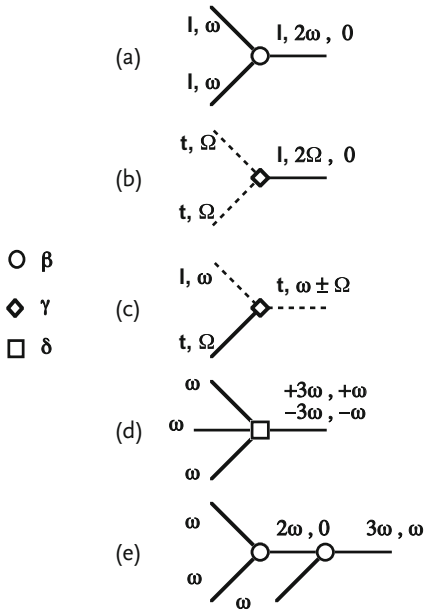 l, ω
l, 2ω, 0
(a)
l, ω
t, Ω
l, 2Ω, 0
(b)
t, Ω
β
l, ω
t, ω ± Ω
γ
(c)
t, Ω
δ
ω
+3ω, +ω
−3ω, −ω
ω
(d)
ω
ω
2ω, 0
3ω, ω
(e)
ω
ω